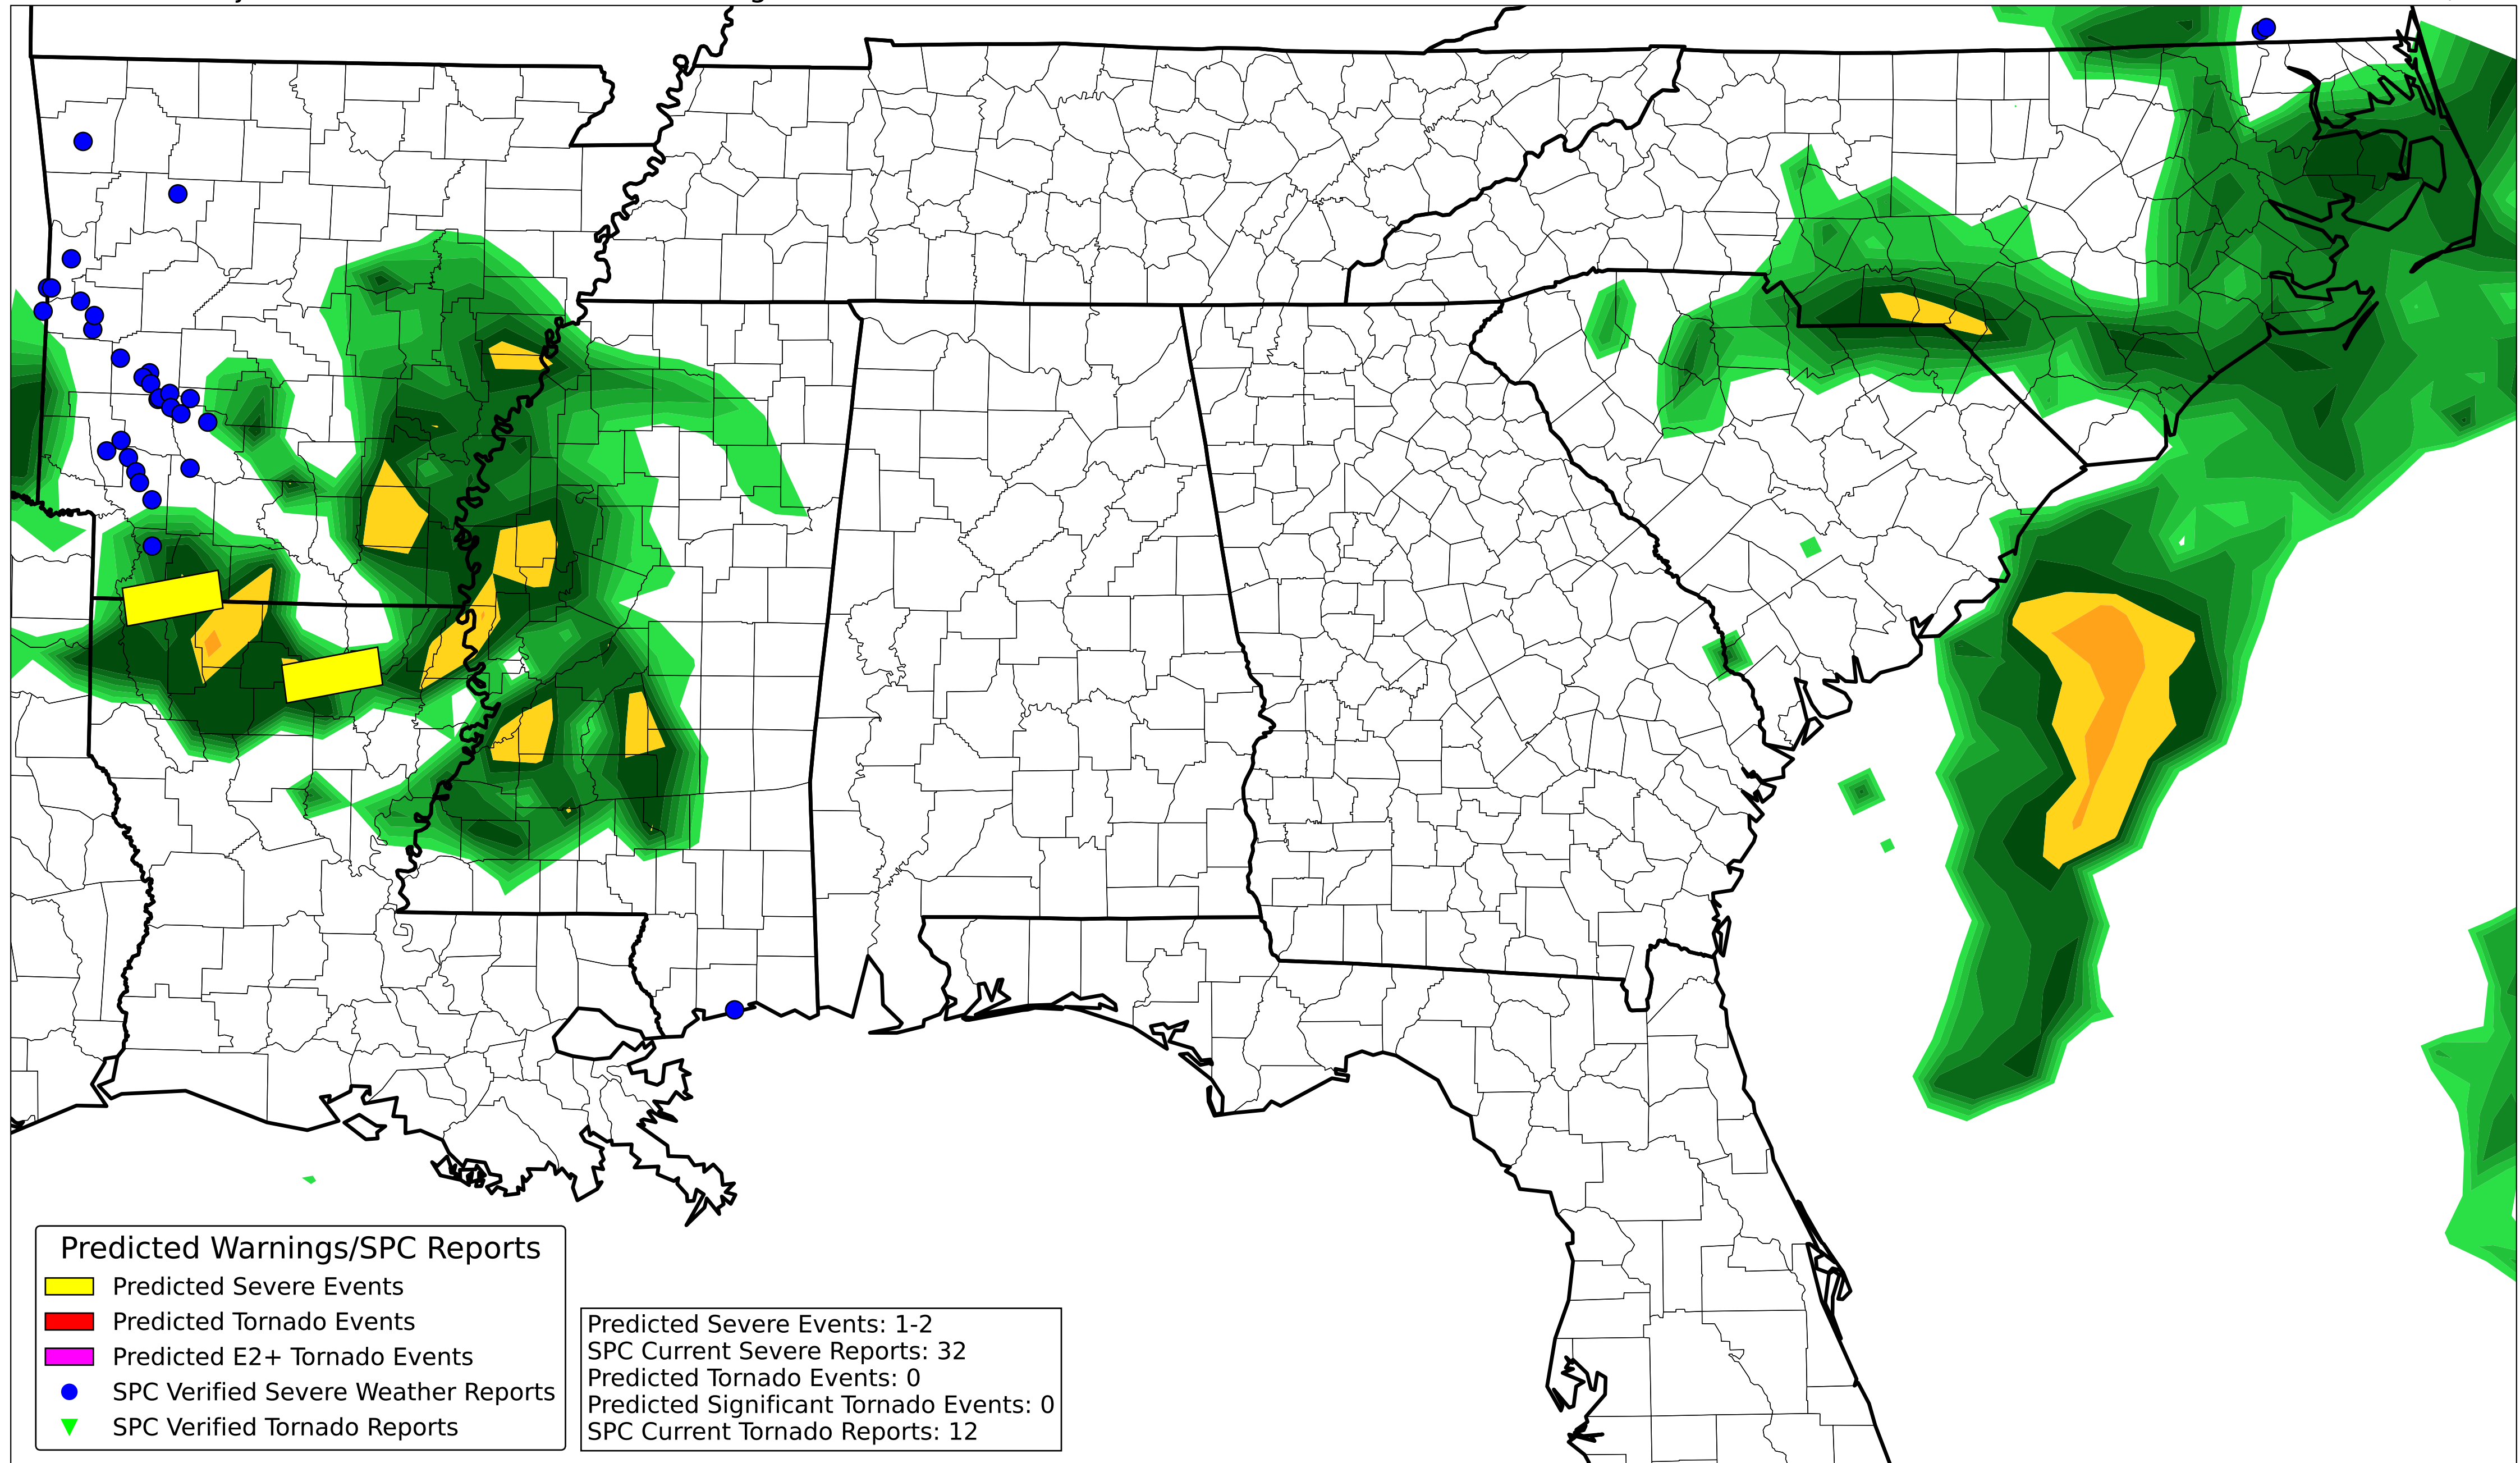 Predicted Warnings/SPC Reports
Predicted Severe Events
Predicted Tornado Events
Predicted E2+ Tornado Events
SPC Verified Severe Weather Reports
SPC Verified Tornado Reports
Predicted Severe Events: 1-2
SPC Current Severe Reports: 32
Predicted Tornado Events: 0
Predicted Significant Tornado Events: 0
SPC Current Tornado Reports: 12